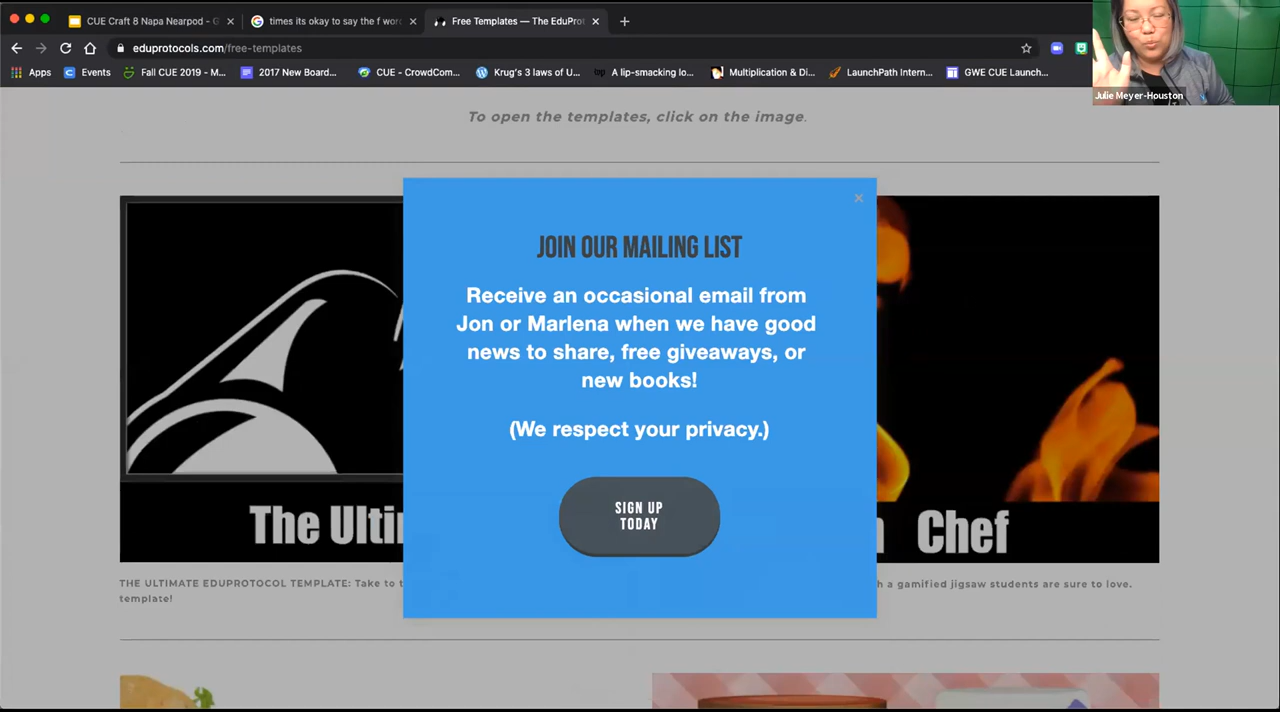 CUE Craft 8 Napa Nearpod - G
times its okay to say the f wor
Free Templates — The EduProt
eduprotocols.com/free-templates
Apps
Events
Fall CUE 2019 - M...
2017 New Board...
CUE - CrowdCom...
Krug's 3 laws of U...
A lip-smacking lo...
Multiplication & Di...
LaunchPath Intern...
GWE CUE Launch...
Julie Meyer-Houston
To open the templates, click on the image.
JOIN OUR MAILING LIST
Receive an occasional email from
Jon or Marlena when we have good
news to share, free giveaways, or
new books!
(We respect your privacy.)
SIGN UP
TODAY
The Ulti
Chef
THE ULTIMATE EDUPROTOCOL TEMPLATE: Take to t
template!
h a gamified jigsaw students are sure to love.